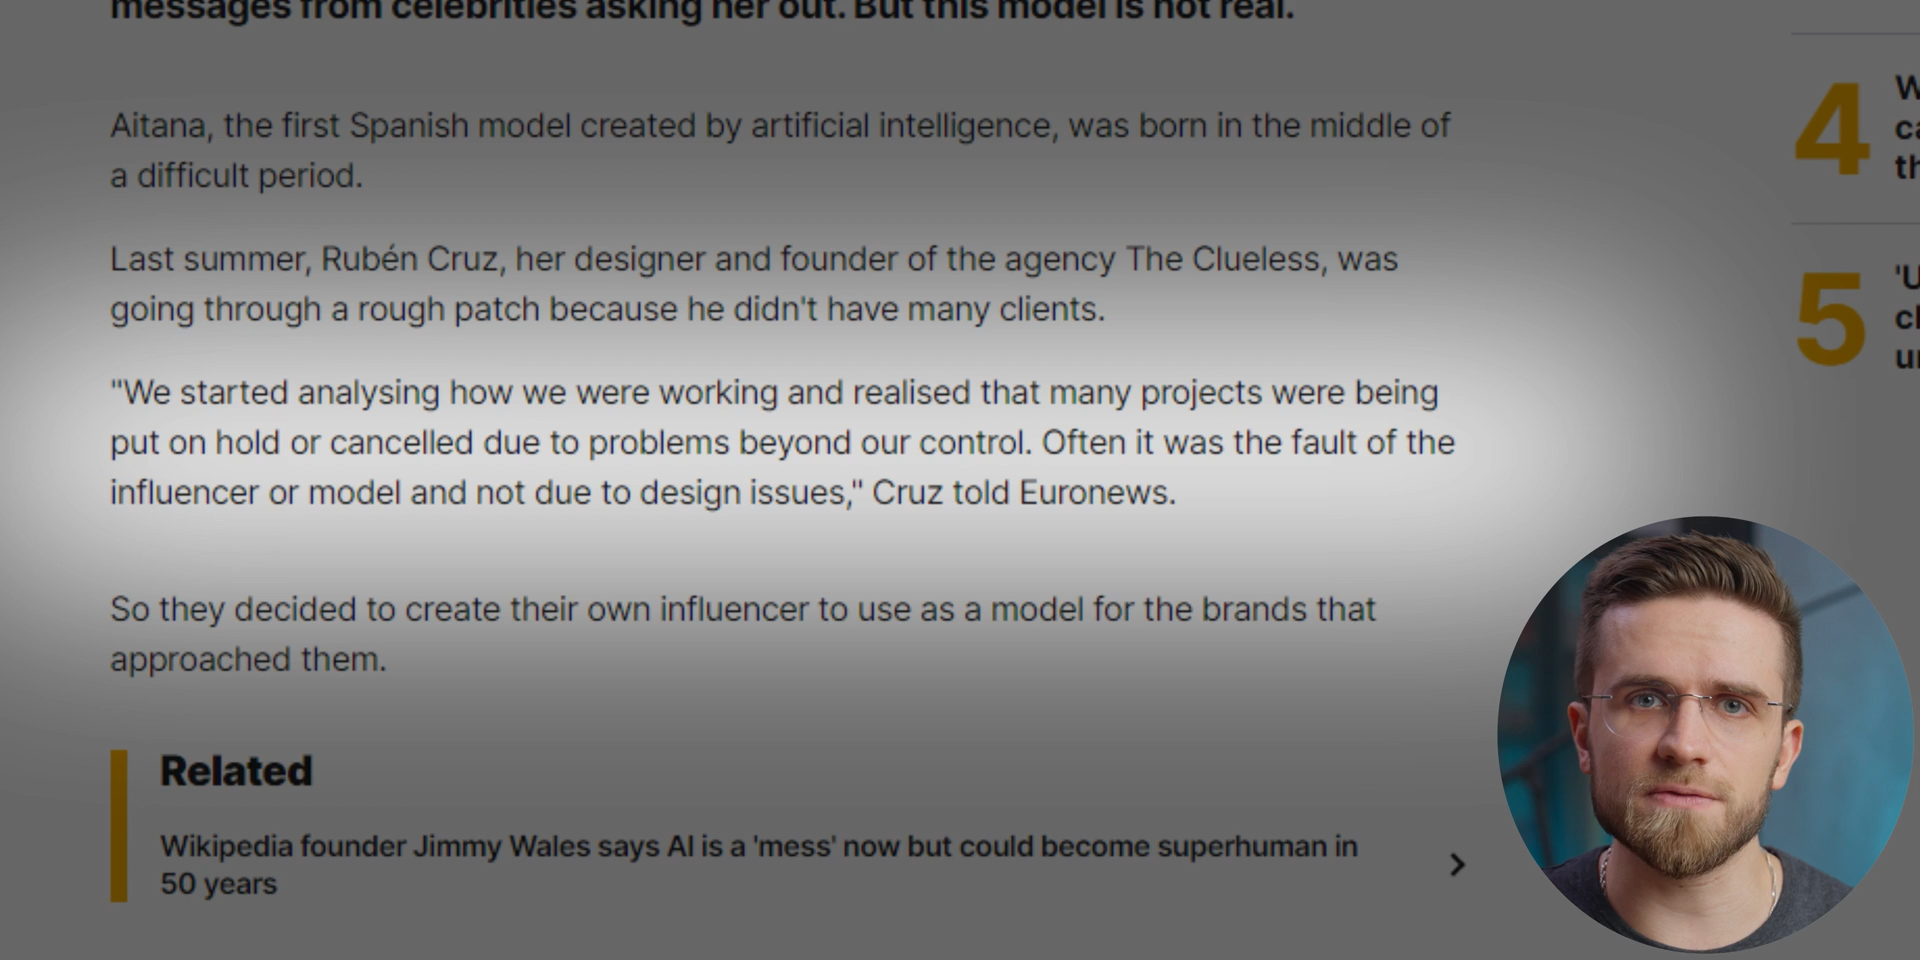 messages from celebrities asking her out. But this model is not real.
Aitana, the first Spanish model created by artificial intelligence, was born in the middle of
a difficult period.
Last summer, Rubén Cruz, her designer and founder of the agency The Clueless, was
going through a rough patch because he didn't have many clients.
"We started analysing how we were working and realised that many projects were being
put on hold or cancelled due to problems beyond our control. Often it was the fault of the
influencer or model and not due to design issues," Cruz told Euronews.
So they decided to create their own influencer to use as a model for the brands that
approached them.
Related
Wikipedia founder Jimmy Wales says AI is a 'mess' now but could become superhuman in
50 years
4
5